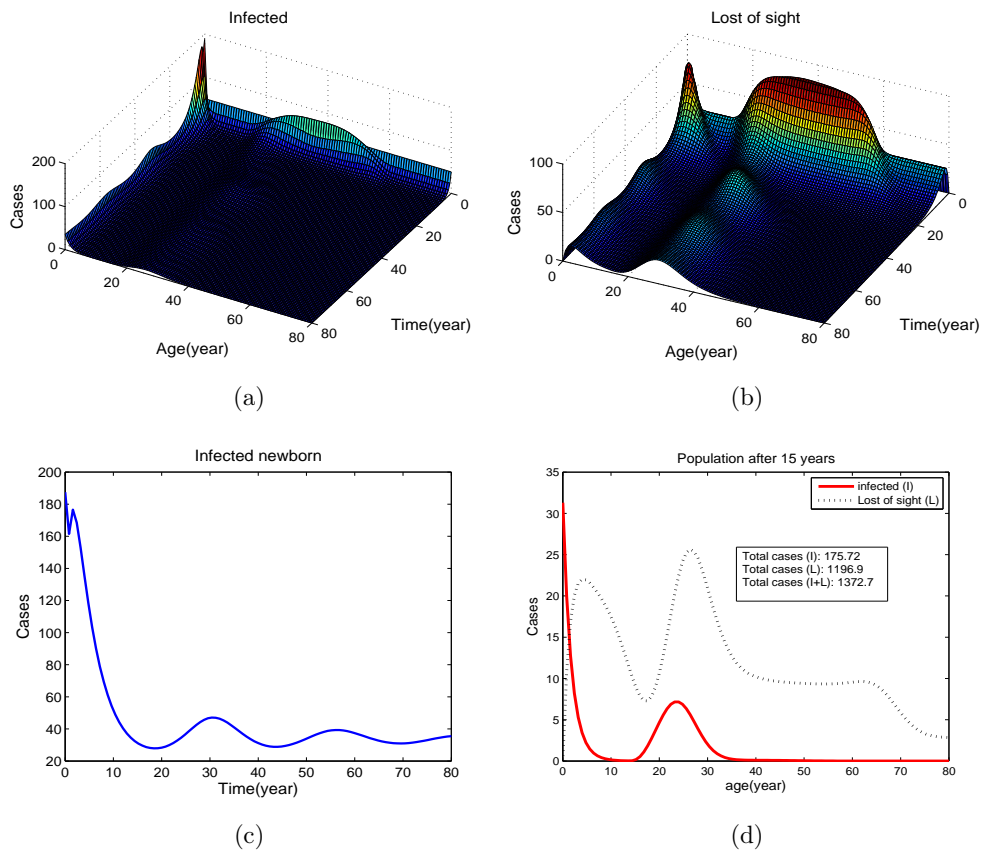 Infected
200
100
0
Cases
0
20
40
60
80
Age(year)
0
20
40
60
80
Time(year)
(a)
Lost of sight
100
50
0
Cases
0
20
40
60
80
Age(year)
0
20
40
60
80
Time(year)
(b)
Infected newborn
200
180
160
140
120
100
80
60
40
20
Cases
0 10 20 30 40 50 60 70 80
Time(year)
(c)
Population after 15 years
35
30
25
20
15
10
5
0
Cases
infected (I)
Lost of sight (L)
Total cases (I): 175.72
Total cases (L): 1196.9
Total cases (I+L): 1372.7
0 10 20 30 40 50 60 70 80
age(year)
(d)